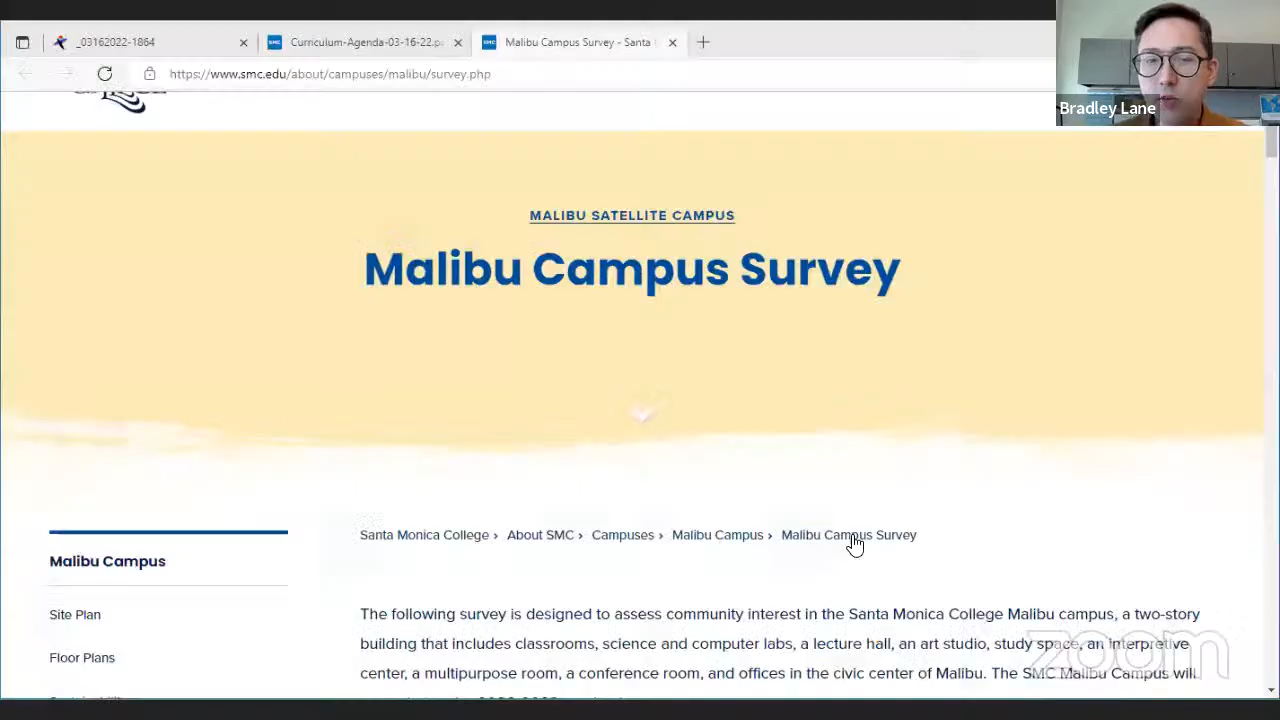 _03162022-1864
Curriculum-Agenda-03-16-22.p
Malibu Campus Survey - Santa
https://www.smc.edu/about/campuses/malibu/survey.php
Bradley Lane
MALIBU SATELLITE CAMPUS
Malibu Campus Survey
Santa Monica College › About SMC › Campuses › Malibu Campus › Malibu Campus Survey
Malibu Campus
Site Plan
Floor Plans
The following survey is designed to assess community interest in the Santa Monica College Malibu campus, a two-story
building that includes classrooms, science and computer labs, a lecture hall, an art studio, study space, an interpretive
center, a multipurpose room, a conference room, and offices in the civic center of Malibu. The SMC Malibu Campus will
zoom